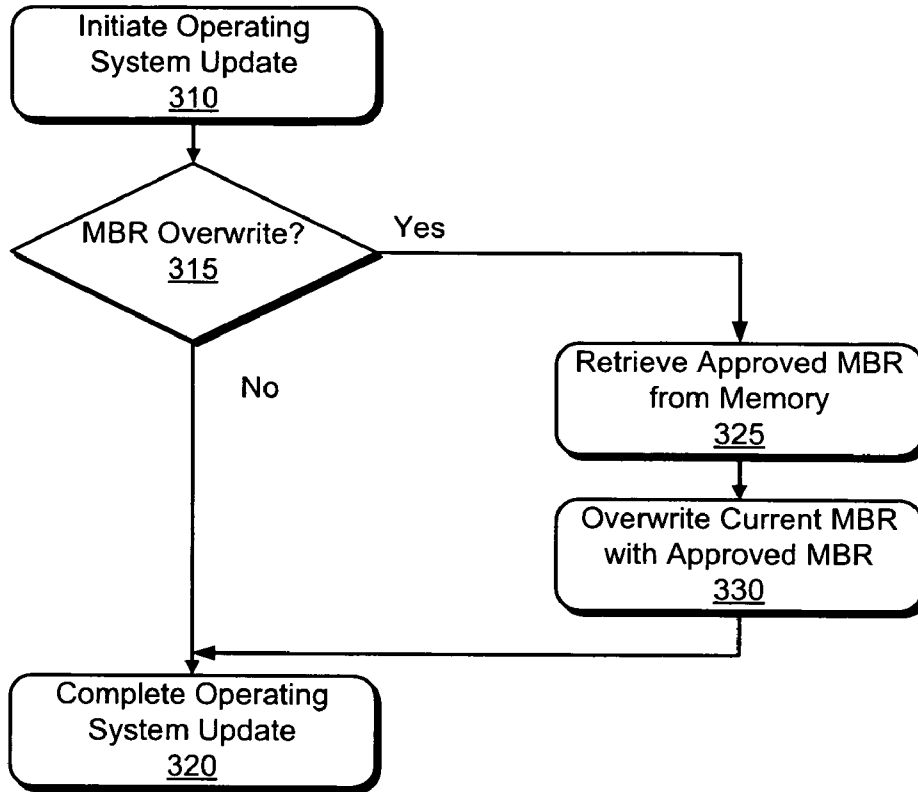 Initiate Operating
System Update
310
MBR Overwrite?
315
Yes
No
Retrieve Approved MBR
from Memory
325
Overwrite Current MBR
with Approved MBR
330
Complete Operating
System Update
320